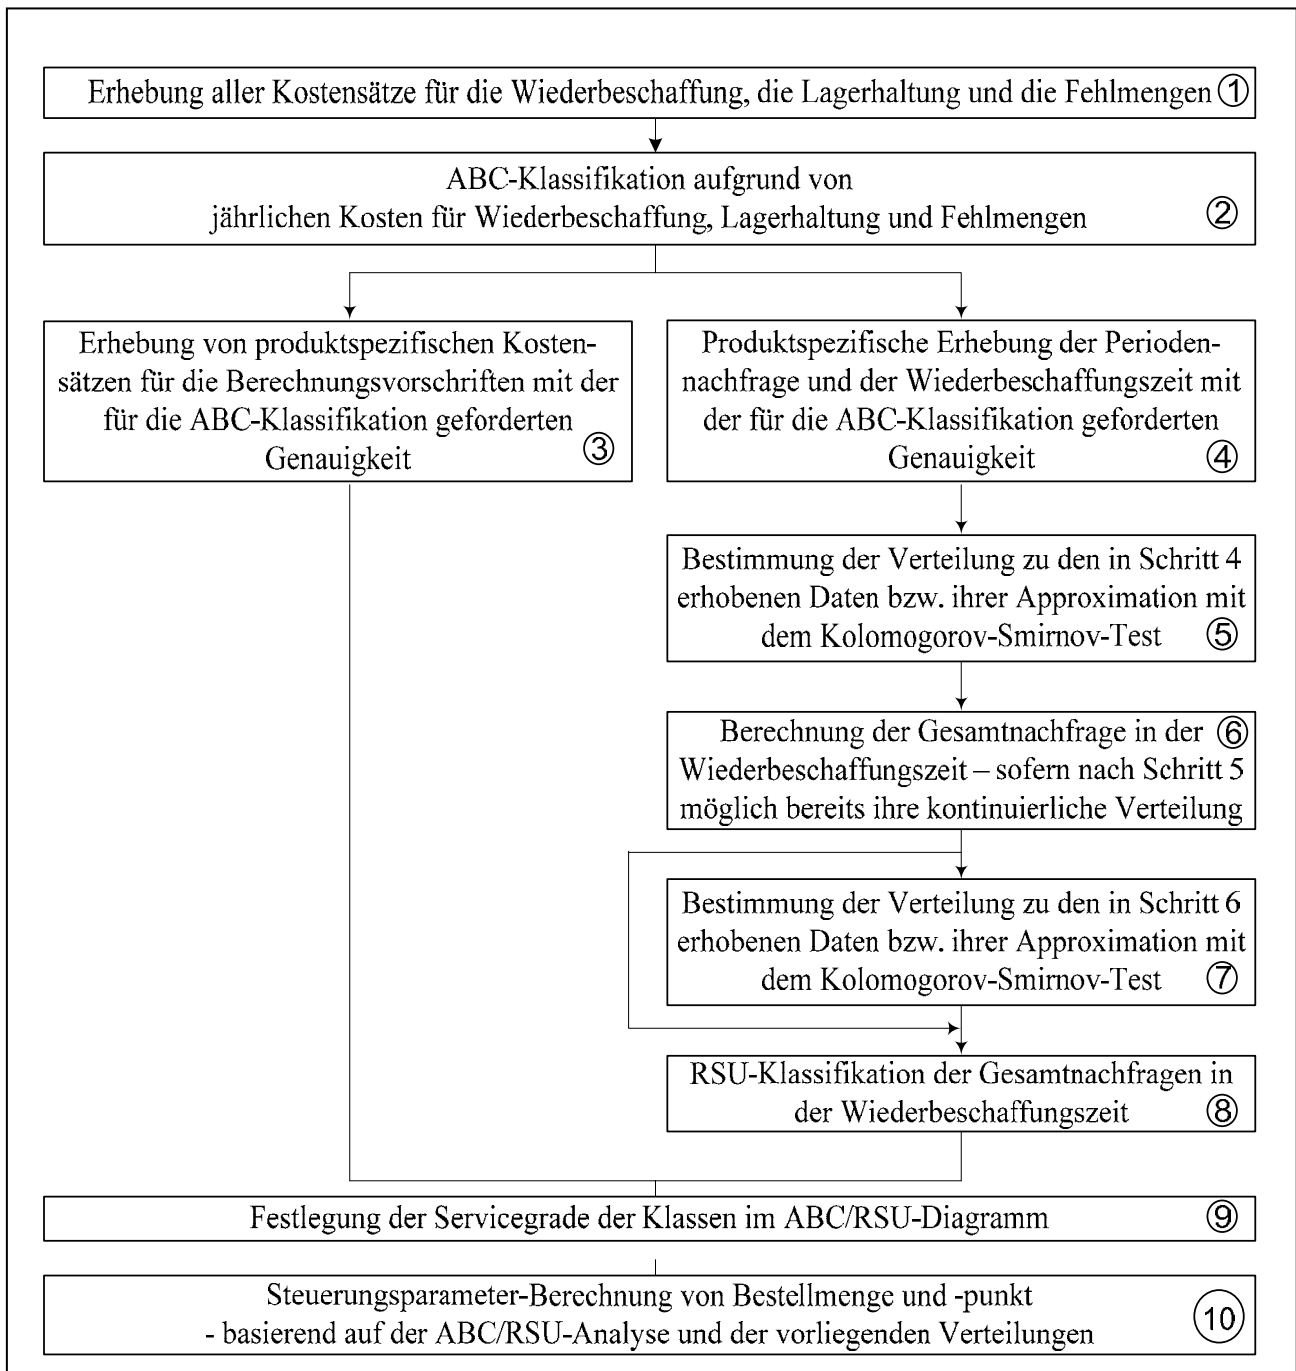 Erhebung aller Kostensätze für die Wiederbeschaffung, die Lagerhaltung und die Fehlmengen ①
ABC-Klassifikation aufgrund von
jährlichen Kosten für Wiederbeschaffung, Lagerhaltung und Fehlmengen ②
Erhebung von produktspezifischen Kosten-
sätzen für die Berechnungsvorschriften mit der
für die ABC-Klassifikation geforderten
Genauigkeit ③
Produktspezifische Erhebung der Perioden-
nachfrage und der Wiederbeschaffungszeit mit
der für die ABC-Klassifikation geforderten
Genauigkeit ④
Bestimmung der Verteilung zu den in Schritt 4
erhobenen Daten bzw. ihrer Approximation mit
dem Kolomogorov-Smirnov-Test ⑤
Berechnung der Gesamtnachfrage in der ⑥
Wiederbeschaffungszeit – sofern nach Schritt 5
möglich bereits ihre kontinuierliche Verteilung
Bestimmung der Verteilung zu den in Schritt 6
erhobenen Daten bzw. ihrer Approximation mit
dem Kolomogorov-Smirnov-Test ⑦
RSU-Klassifikation der Gesamtnachfragen in
der Wiederbeschaffungszeit ⑧
Festlegung der Servicegrade der Klassen im ABC/RSU-Diagramm ⑨
Steuerungsparameter-Berechnung von Bestellmenge und -punkt
- basierend auf der ABC/RSU-Analyse und der vorliegenden Verteilungen ⑩